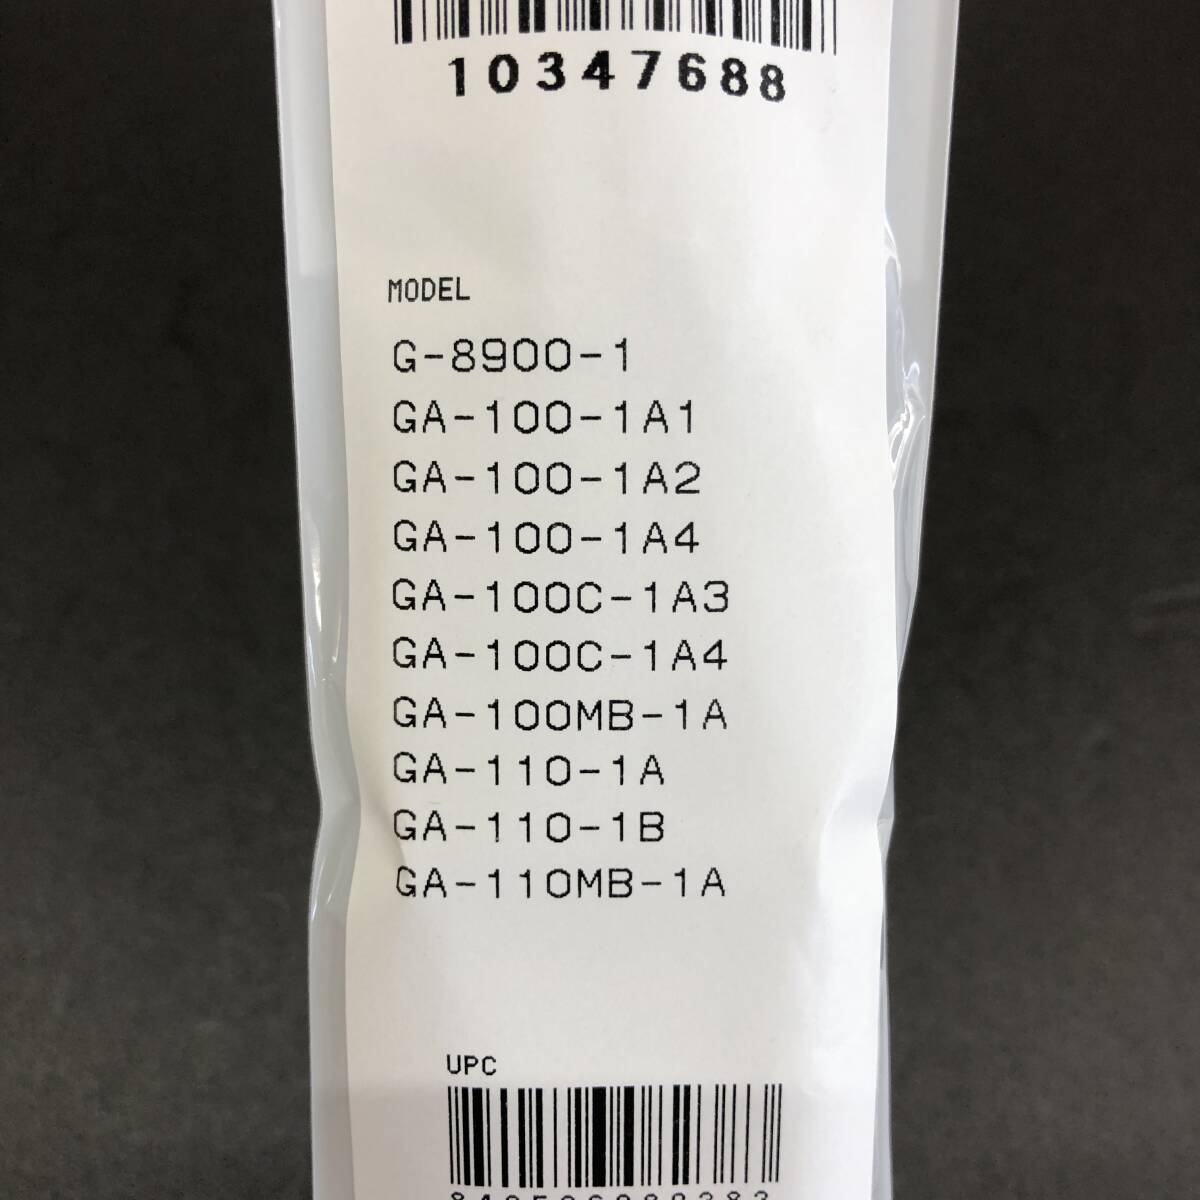 10347688
MODEL
G-8900-1
GA-100-1A1
GA-100-1A2
GA-100-1A4
GA-100C-1A3
GA-100C-1A4
GA-100MB-1A
GA-110-1A
GA-110-1B
GA-110MB-1A
UPC